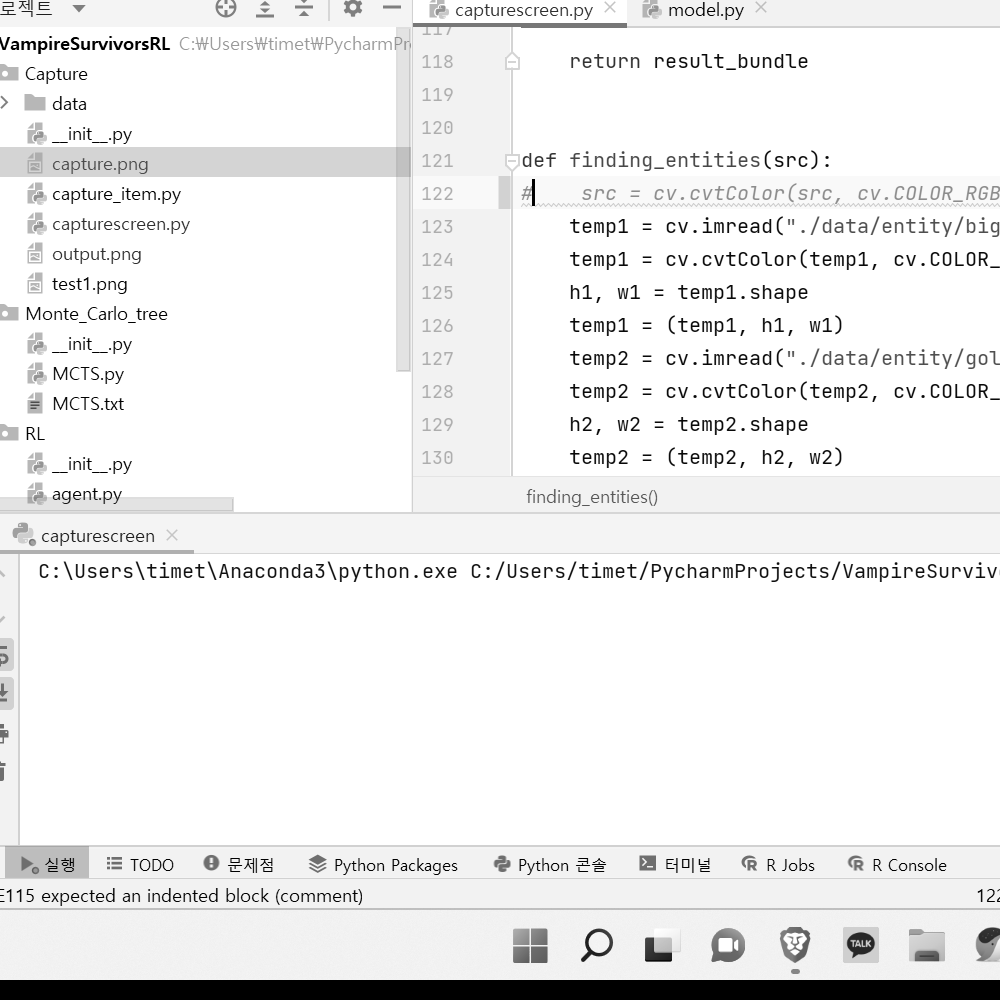 로젝트
VampireSurvivorsRL C:₩Users₩timet₩PycharmPr
Capture
data
__init__.py
capture.png
capture_item.py
capturescreen.py
output.png
test1.png
Monte_Carlo_tree
__init__.py
MCTS.py
MCTS.txt
RL
__init__.py
agent.py
capturescreen.py model.py
117
118 return result_bundle
119
120
121 def finding_entities(src):
122 # src = cv.cvtColor(src, cv.COLOR_RGB
123 temp1 = cv.imread("./data/entity/big
124 temp1 = cv.cvtColor(temp1, cv.COLOR_
125 h1, w1 = temp1.shape
126 temp1 = (temp1, h1, w1)
127 temp2 = cv.imread("./data/entity/gol
128 temp2 = cv.cvtColor(temp2, cv.COLOR_
129 h2, w2 = temp2.shape
130 temp2 = (temp2, h2, w2)
finding_entities()
capturescreen
C:\Users\timet\Anaconda3\python.exe C:/Users/timet/PycharmProjects/VampireSurviv
실행 TODO 문제점 Python Packages Python 콘솔 터미널 R Jobs R Console
E115 expected an indented block (comment) 122
TALK